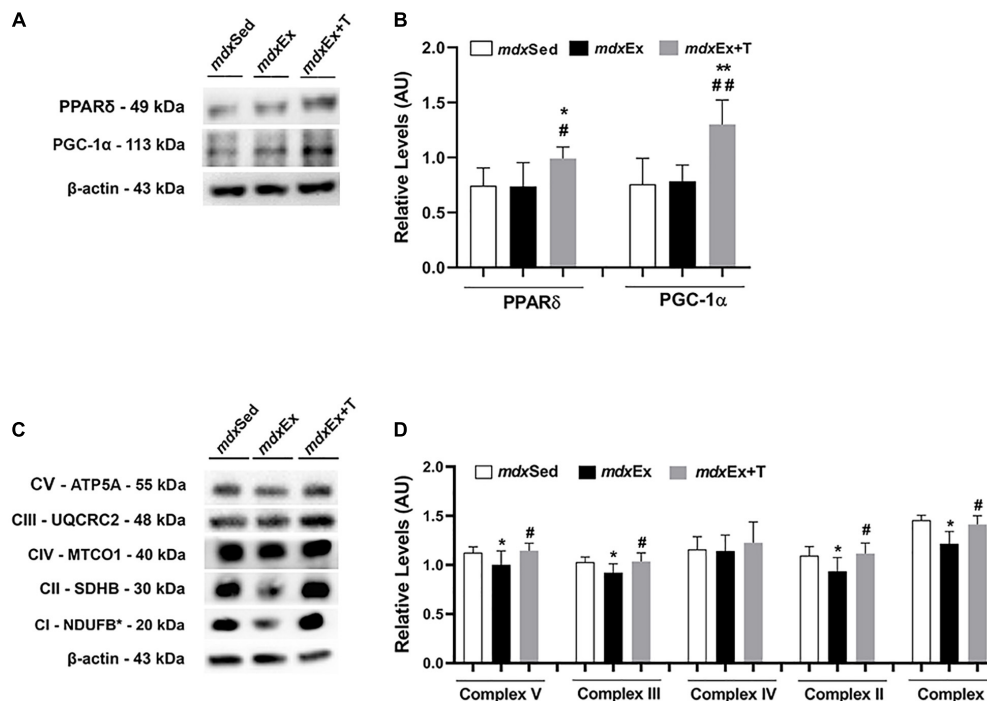 A
mdxSed
mdxEx
mdxEx+T
PPARδ - 49 kDa
PGC-1α - 113 kDa
β-actin - 43 kDa
B
mdxSed mdxEx mdxEx+T
Relative Levels (AU)
2.0
1.5
1.0
0.5
0.0
*
#
**
##
PPARδ PGC-1α
C
mdxSed
mdxEx
mdxEx+T
CV - ATP5A - 55 kDa
CIII - UQCRC2 - 48 kDa
CIV - MTCO1 - 40 kDa
CII - SDHB - 30 kDa
CI - NDUFB* - 20 kDa
β-actin - 43 kDa
D
mdxSed mdxEx mdxEx+T
Relative Levels (AU)
2.0
1.5
1.0
0.5
0.0
* # * # * # * #
Complex V Complex III Complex IV Complex II Complex